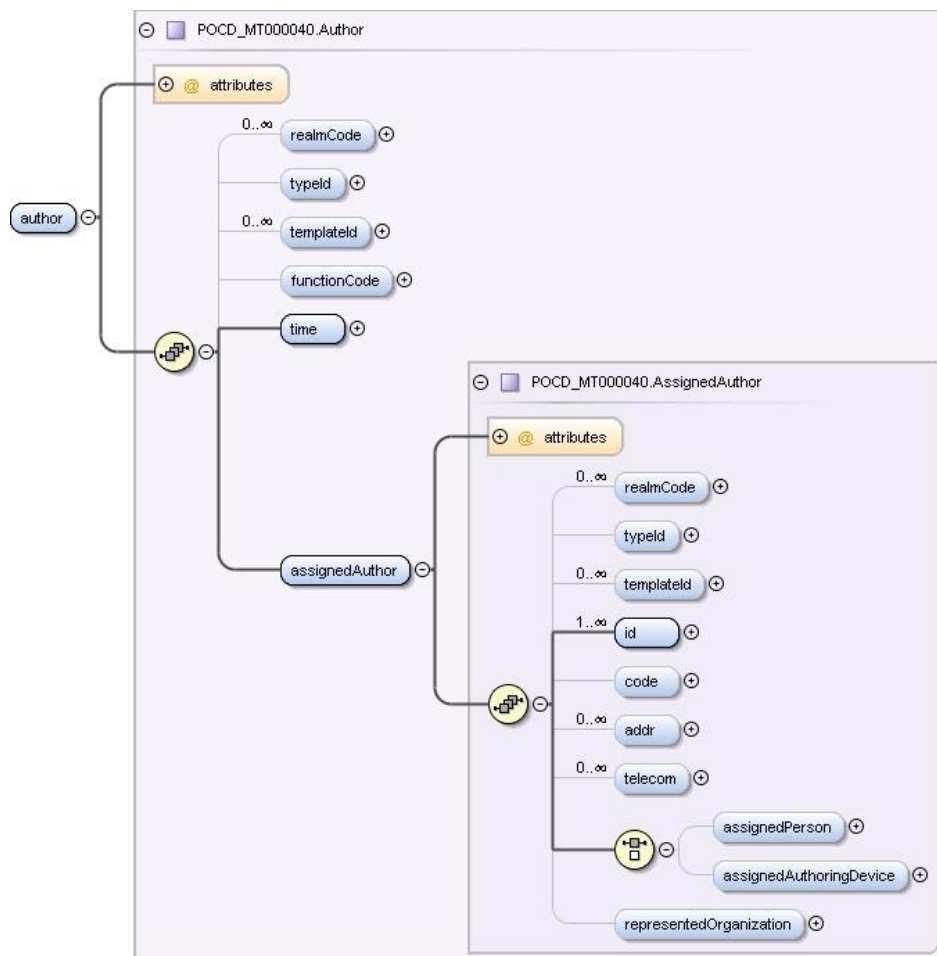 POCD_MT000040.Author
@ attributes
0..∞
realmCode
typeId
author
0..∞
templateId
functionCode
time
POCD_MT000040.AssignedAuthor
@ attributes
0..∞
realmCode
typeId
assignedAuthor
0..∞
templateId
1..∞
id
code
0..∞
addr
0..∞
telecom
assignedPerson
assignedAuthoringDevice
representedOrganization